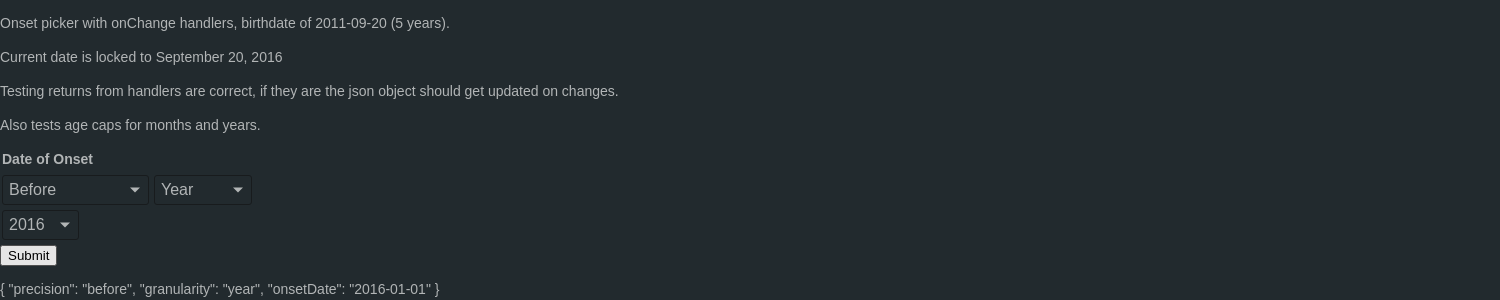 Onset picker with onChange handlers, birthdate of 2011-09-20 (5 years).
Current date is locked to September 20, 2016
Testing returns from handlers are correct, if they are the json object should get updated on changes.
Also tests age caps for months and years.
Date of Onset
Before Year
2016
Submit
{ "precision": "before", "granularity": "year", "onsetDate": "2016-01-01" }